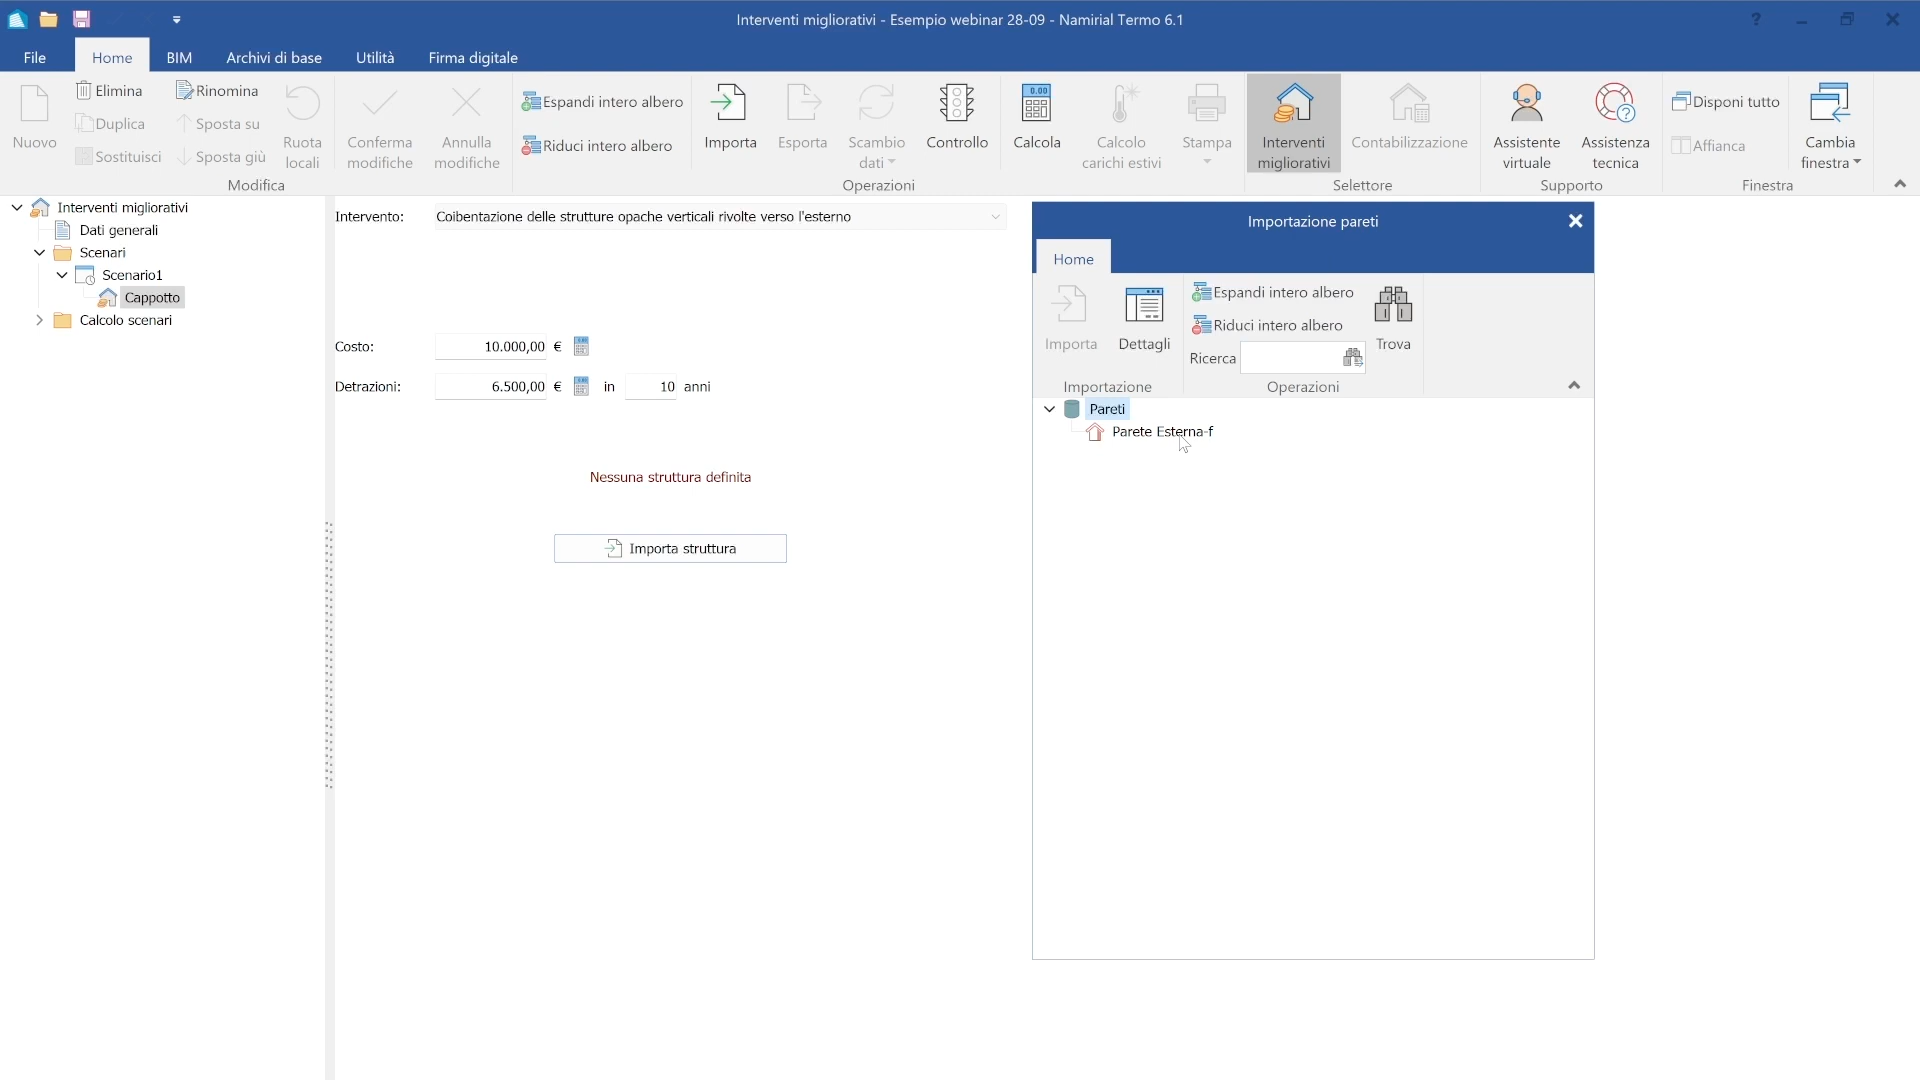 Interventi migliorativi - Esempio webinar 28-09 - Namirial Termo 6.1
File Home BIM Archivi di base Utilità Firma digitale
Nuovo
Elimina
Duplica
Sostituisci
Rinomina
Sposta su
Sposta giù
Ruota
locali
Modifica
Conferma
modifiche
Annulla
modifiche
Espandi intero albero
Riduci intero albero
Importa
Esporta
Scambio
dati
Controllo
Operazioni
0.00
Calcola
Calcolo
carichi estivi
Stampa
Interventi
migliorativi
Contabilizzazione
Selettore
Assistente
virtuale
Assistenza
tecnica
Supporto
Disponi tutto
Affianca
Cambia
finestra
Finestra
Interventi migliorativi
Dati generali
Scenari
Scenario1
Cappotto
Calcolo scenari
Intervento: Coibentazione delle strutture opache verticali rivolte verso l'esterno
Costo: 10.000,00 €
Detrazioni: 6.500,00 € in 10 anni
Nessuna struttura definita
Importa struttura
Importazione pareti
Home
Importa
Dettagli
Importazione
Espandi intero albero
Riduci intero albero
Ricerca
Trova
Operazioni
Pareti
Parete Esterna-f